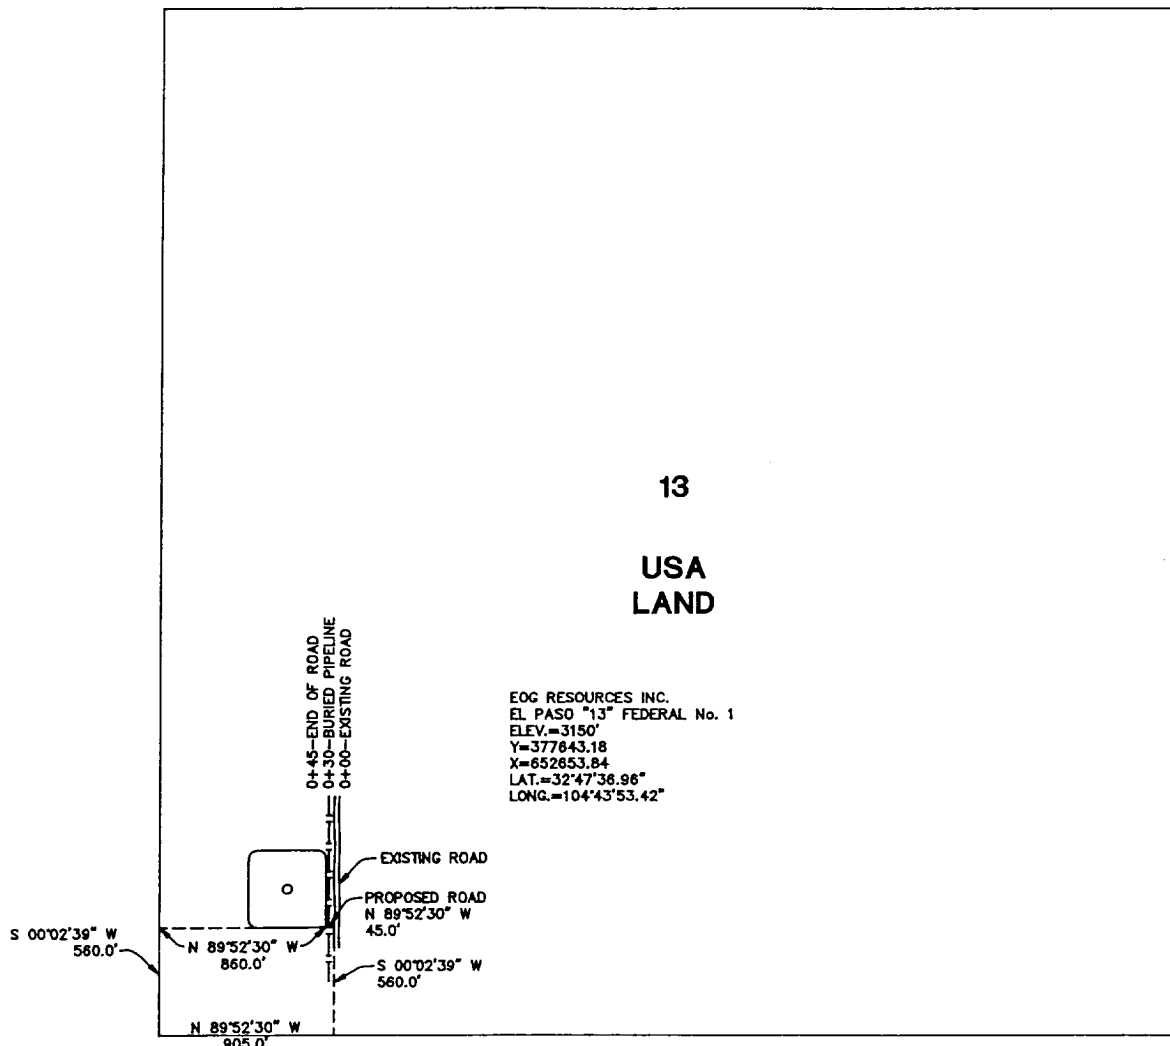 13
USA
LAND
0+45-END OF ROAD
0+30-BURIED PIPELINE
0+00-EXISTING ROAD
EOG RESOURCES INC.
EL PASO "13" FEDERAL No. 1
ELEV.=3150'
Y=377643.18
X=652653.84
LAT.=32°47'36.96"
LONG.=104°43'53.42"
EXISTING ROAD
PROPOSED ROAD
N 89°52'30" W
45.0'
S 00°02'39" W
560.0'
N 89°52'30" W
860.0'
S 00°02'39" W
560.0'
N 89°52'30" W
905.0'